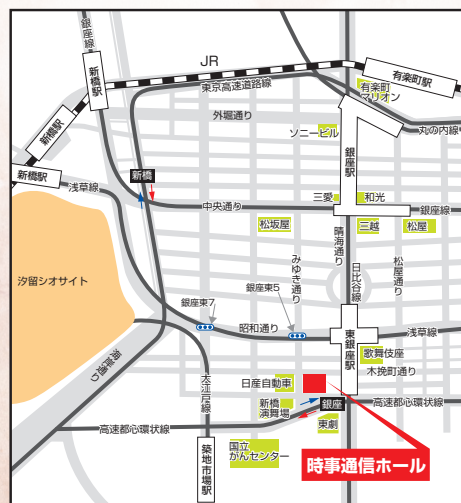 銀座線
新橋駅
JR
有楽町駅
東京高速道路線
有楽町
マリオン
外堀通り
ソニービル
丸の内線
新橋駅
銀座駅
新橋駅
浅草線
新橋
三愛
和光
中央通り
銀座線
松坂屋
三越
松屋
みゆき通り
晴海通り
日比谷線
松屋通り
汐留シオサイト
銀座東7
銀座東5
昭和通り
東銀座駅
浅草線
海岸通り
歌舞伎座
木挽町通り
大江戸線
日産自動車
新橋
演舞場
銀座
高速都心環状線
東劇
高速都心環状線
築地市場駅
国立
がんセンター
時事通信ホール